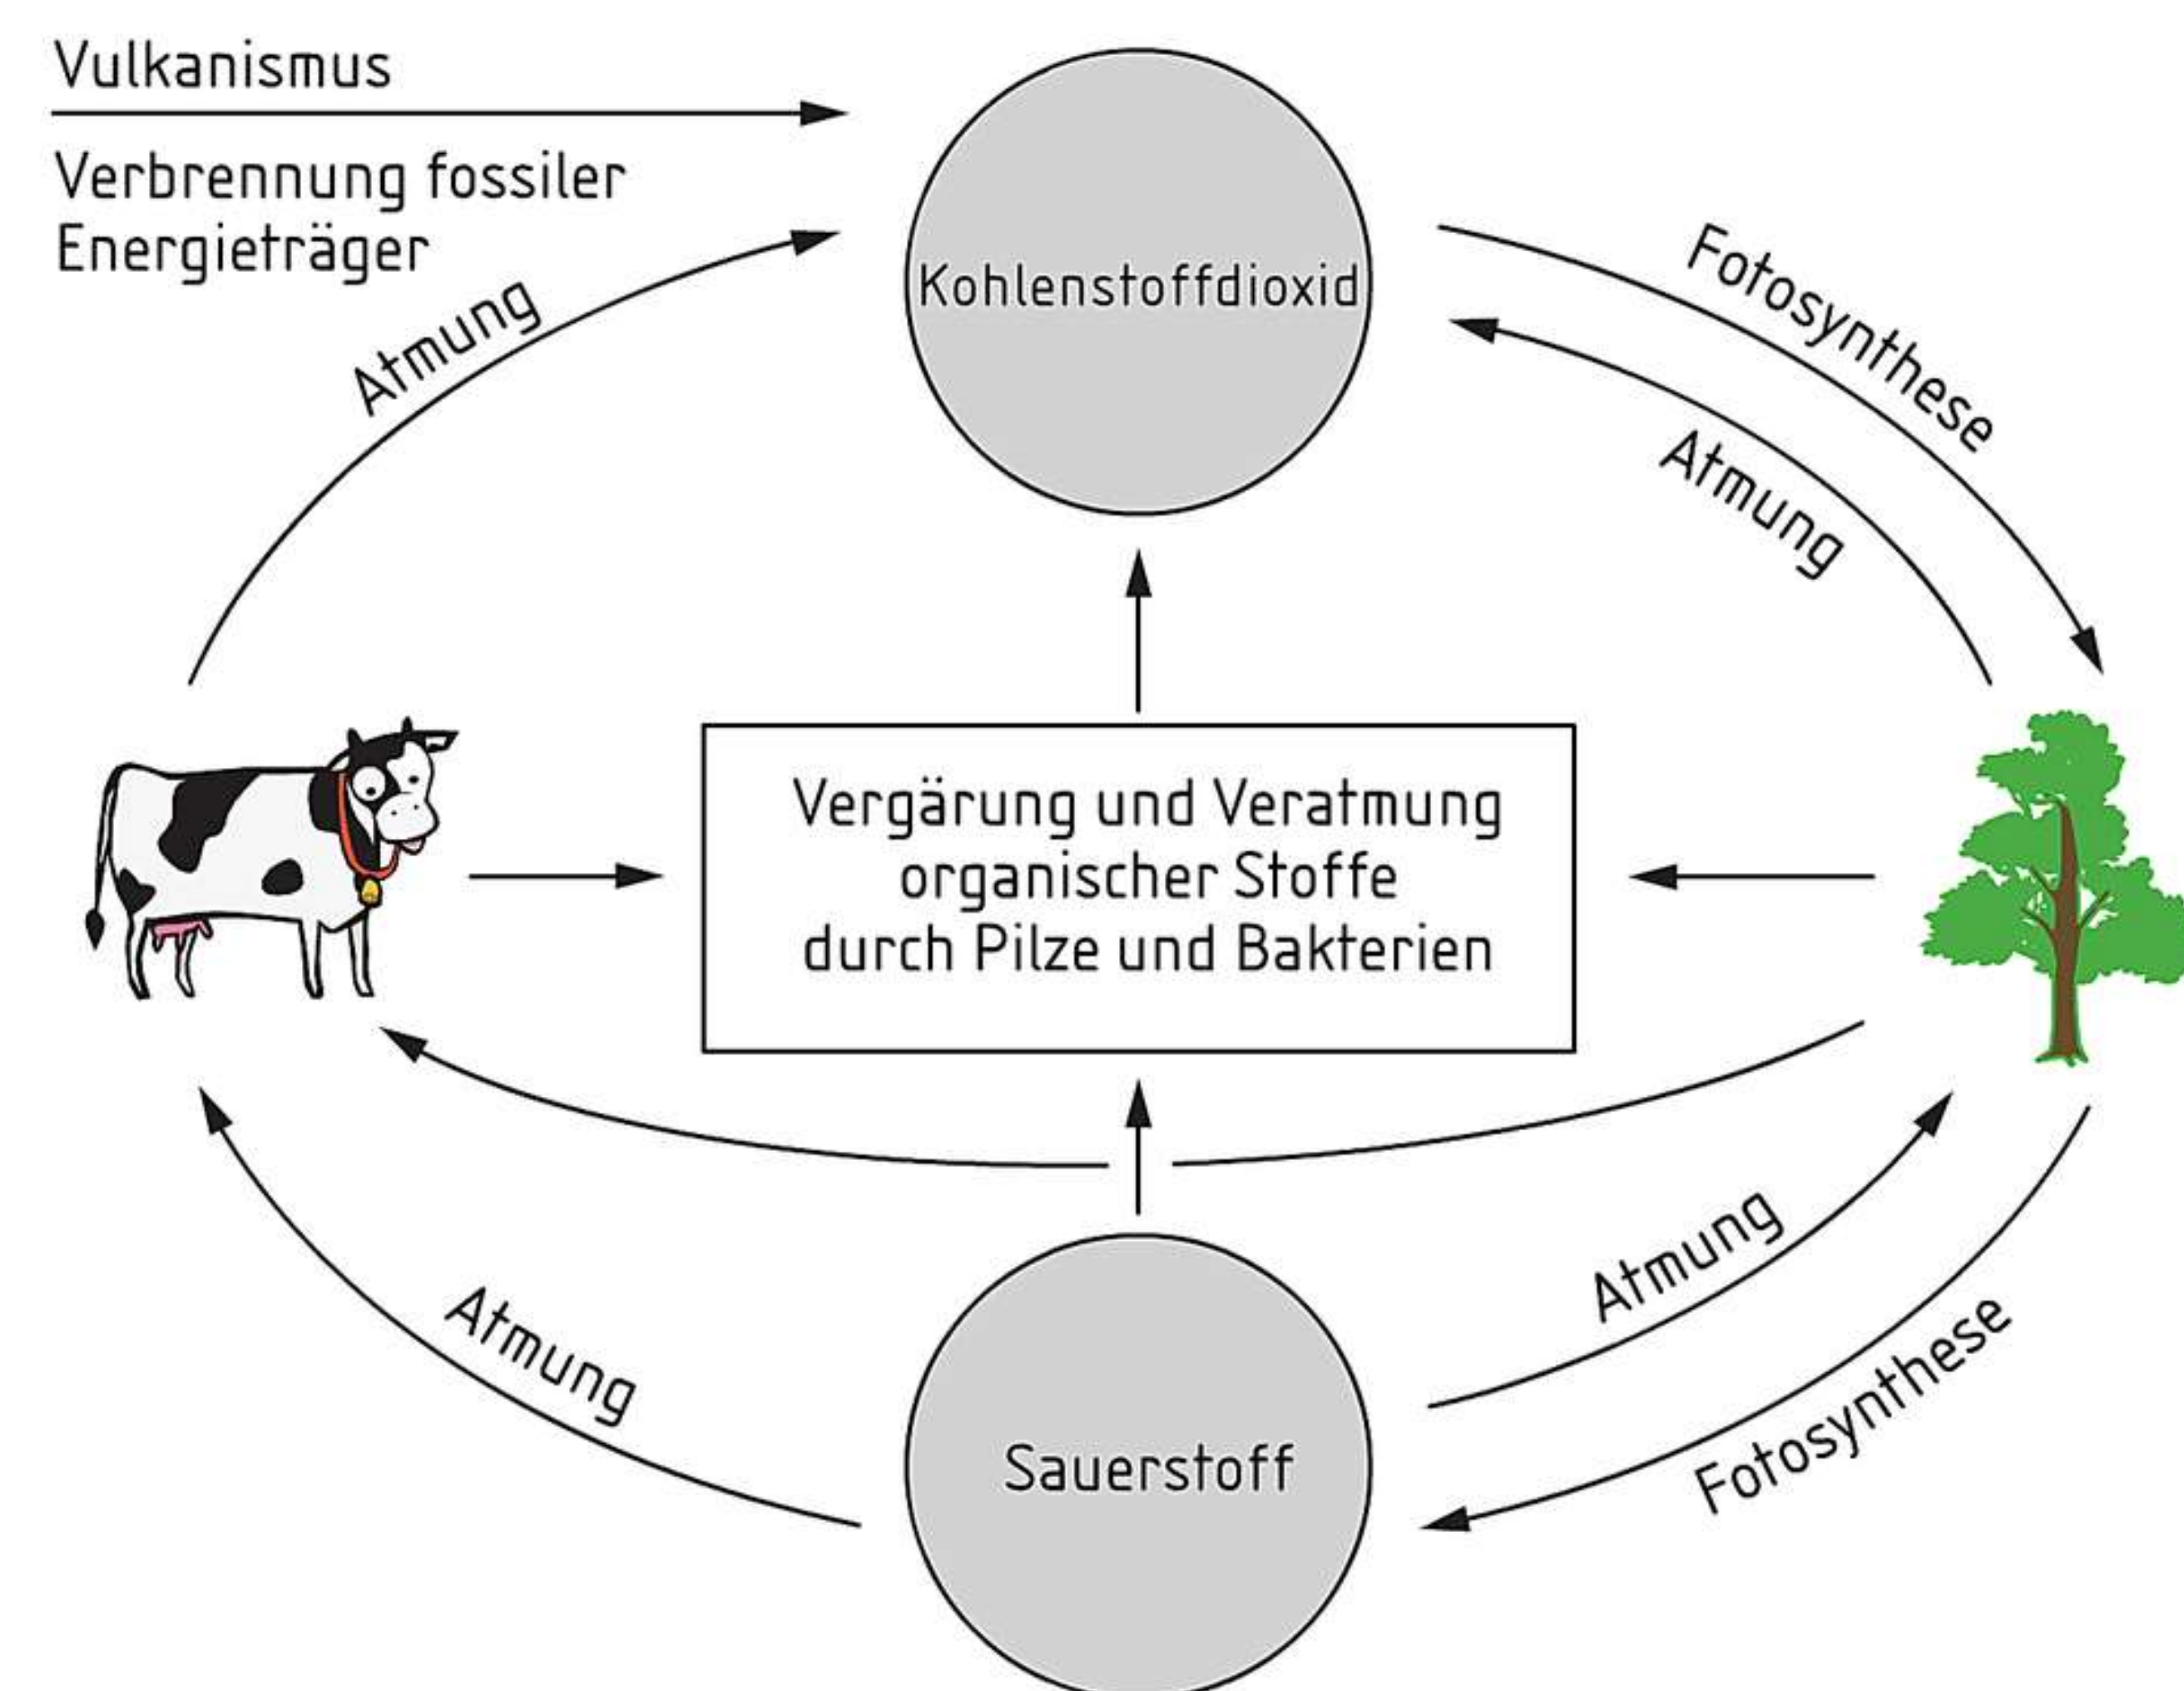 Vulkanismus
Verbrennung fossiler
Energieträger
Atmung
Kohlenstoffdioxid
Fotosynthese
Atmung
Vergärung und Veratmung
organischer Stoffe
durch Pilze und Bakterien
Atmung
Sauerstoff
Atmung
Fotosynthese